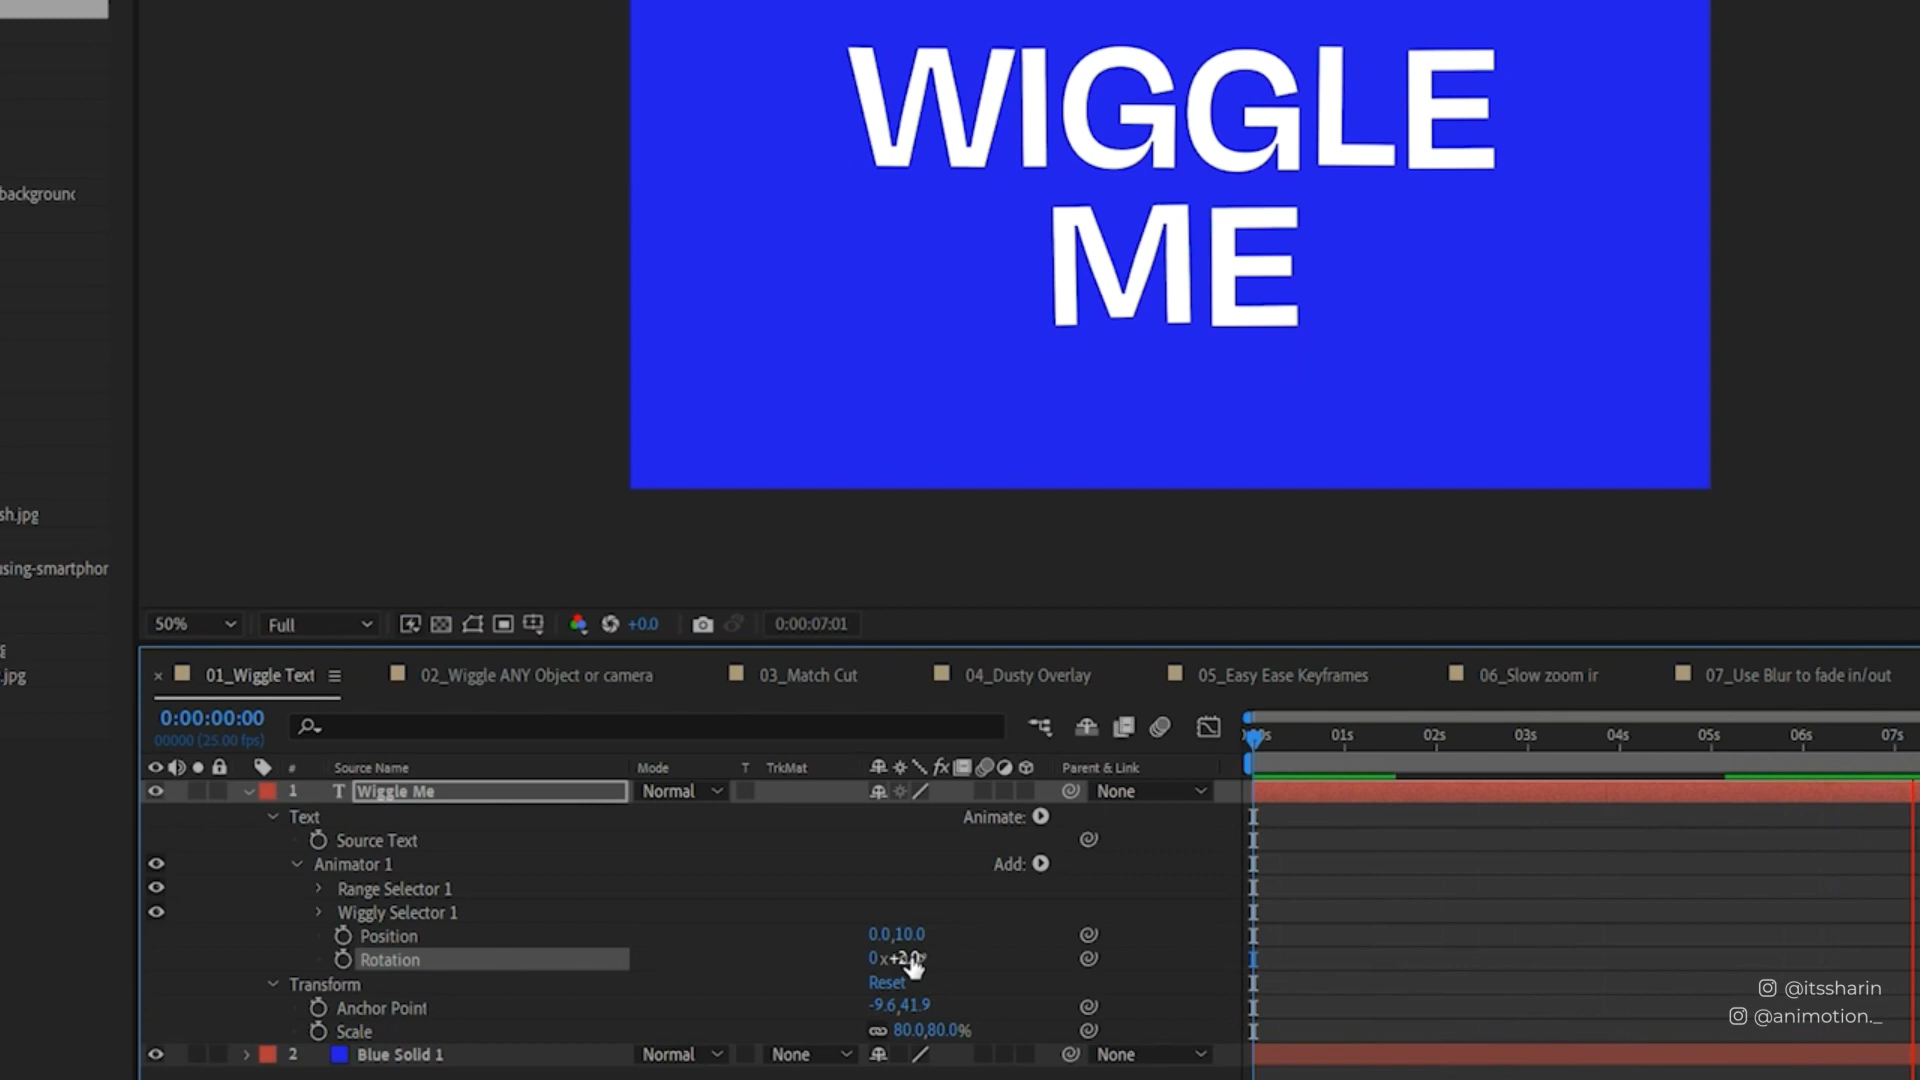 WIGGLE
ME
background
sh.jpg
using-smartphor
.jpg
50%
Full
+0.0
0:00:07:01
01_Wiggle Text
02_Wiggle ANY Object or camera
03_Match Cut
04_Dusty Overlay
05_Easy Ease Keyframes
06_Slow zoom ir
07_Use Blur to fade in/out
0:00:00:00
00000 (25.00 fps)
01s 02s 03s 04s 05s 06s 07s
# Source Name Mode T TrkMat Parent & Link
1 T Wiggle Me Normal None
Text Animate:
Source Text
Animator 1 Add:
Range Selector 1
Wiggly Selector 1
Position 0.0,10.0
Rotation 0x
Transform Reset
Anchor Point -9.6,41.9
Scale 80.0,80.0%
2 Blue Solid 1 Normal None None
@itssharin
@animotion._